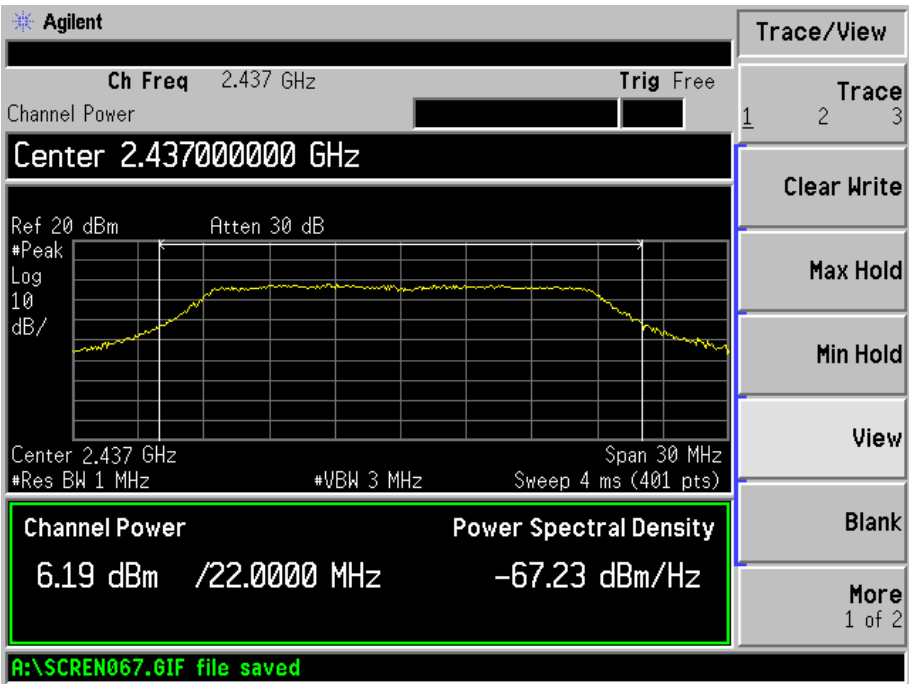 Agilent
Ch Freq 2.437 GHz Trig Free
Channel Power
Center 2.437000000 GHz
Ref 20 dBm Atten 30 dB
#Peak
Log
10
dB/
Center 2.437 GHz Span 30 MHz
#Res BW 1 MHz #VBW 3 MHz Sweep 4 ms (401 pts)
Channel Power Power Spectral Density
6.19 dBm /22.0000 MHz -67.23 dBm/Hz
A:\SCREN067.GIF file saved
Trace/View
Trace
1 2 3
Clear Write
Max Hold
Min Hold
View
Blank
More
1 of 2